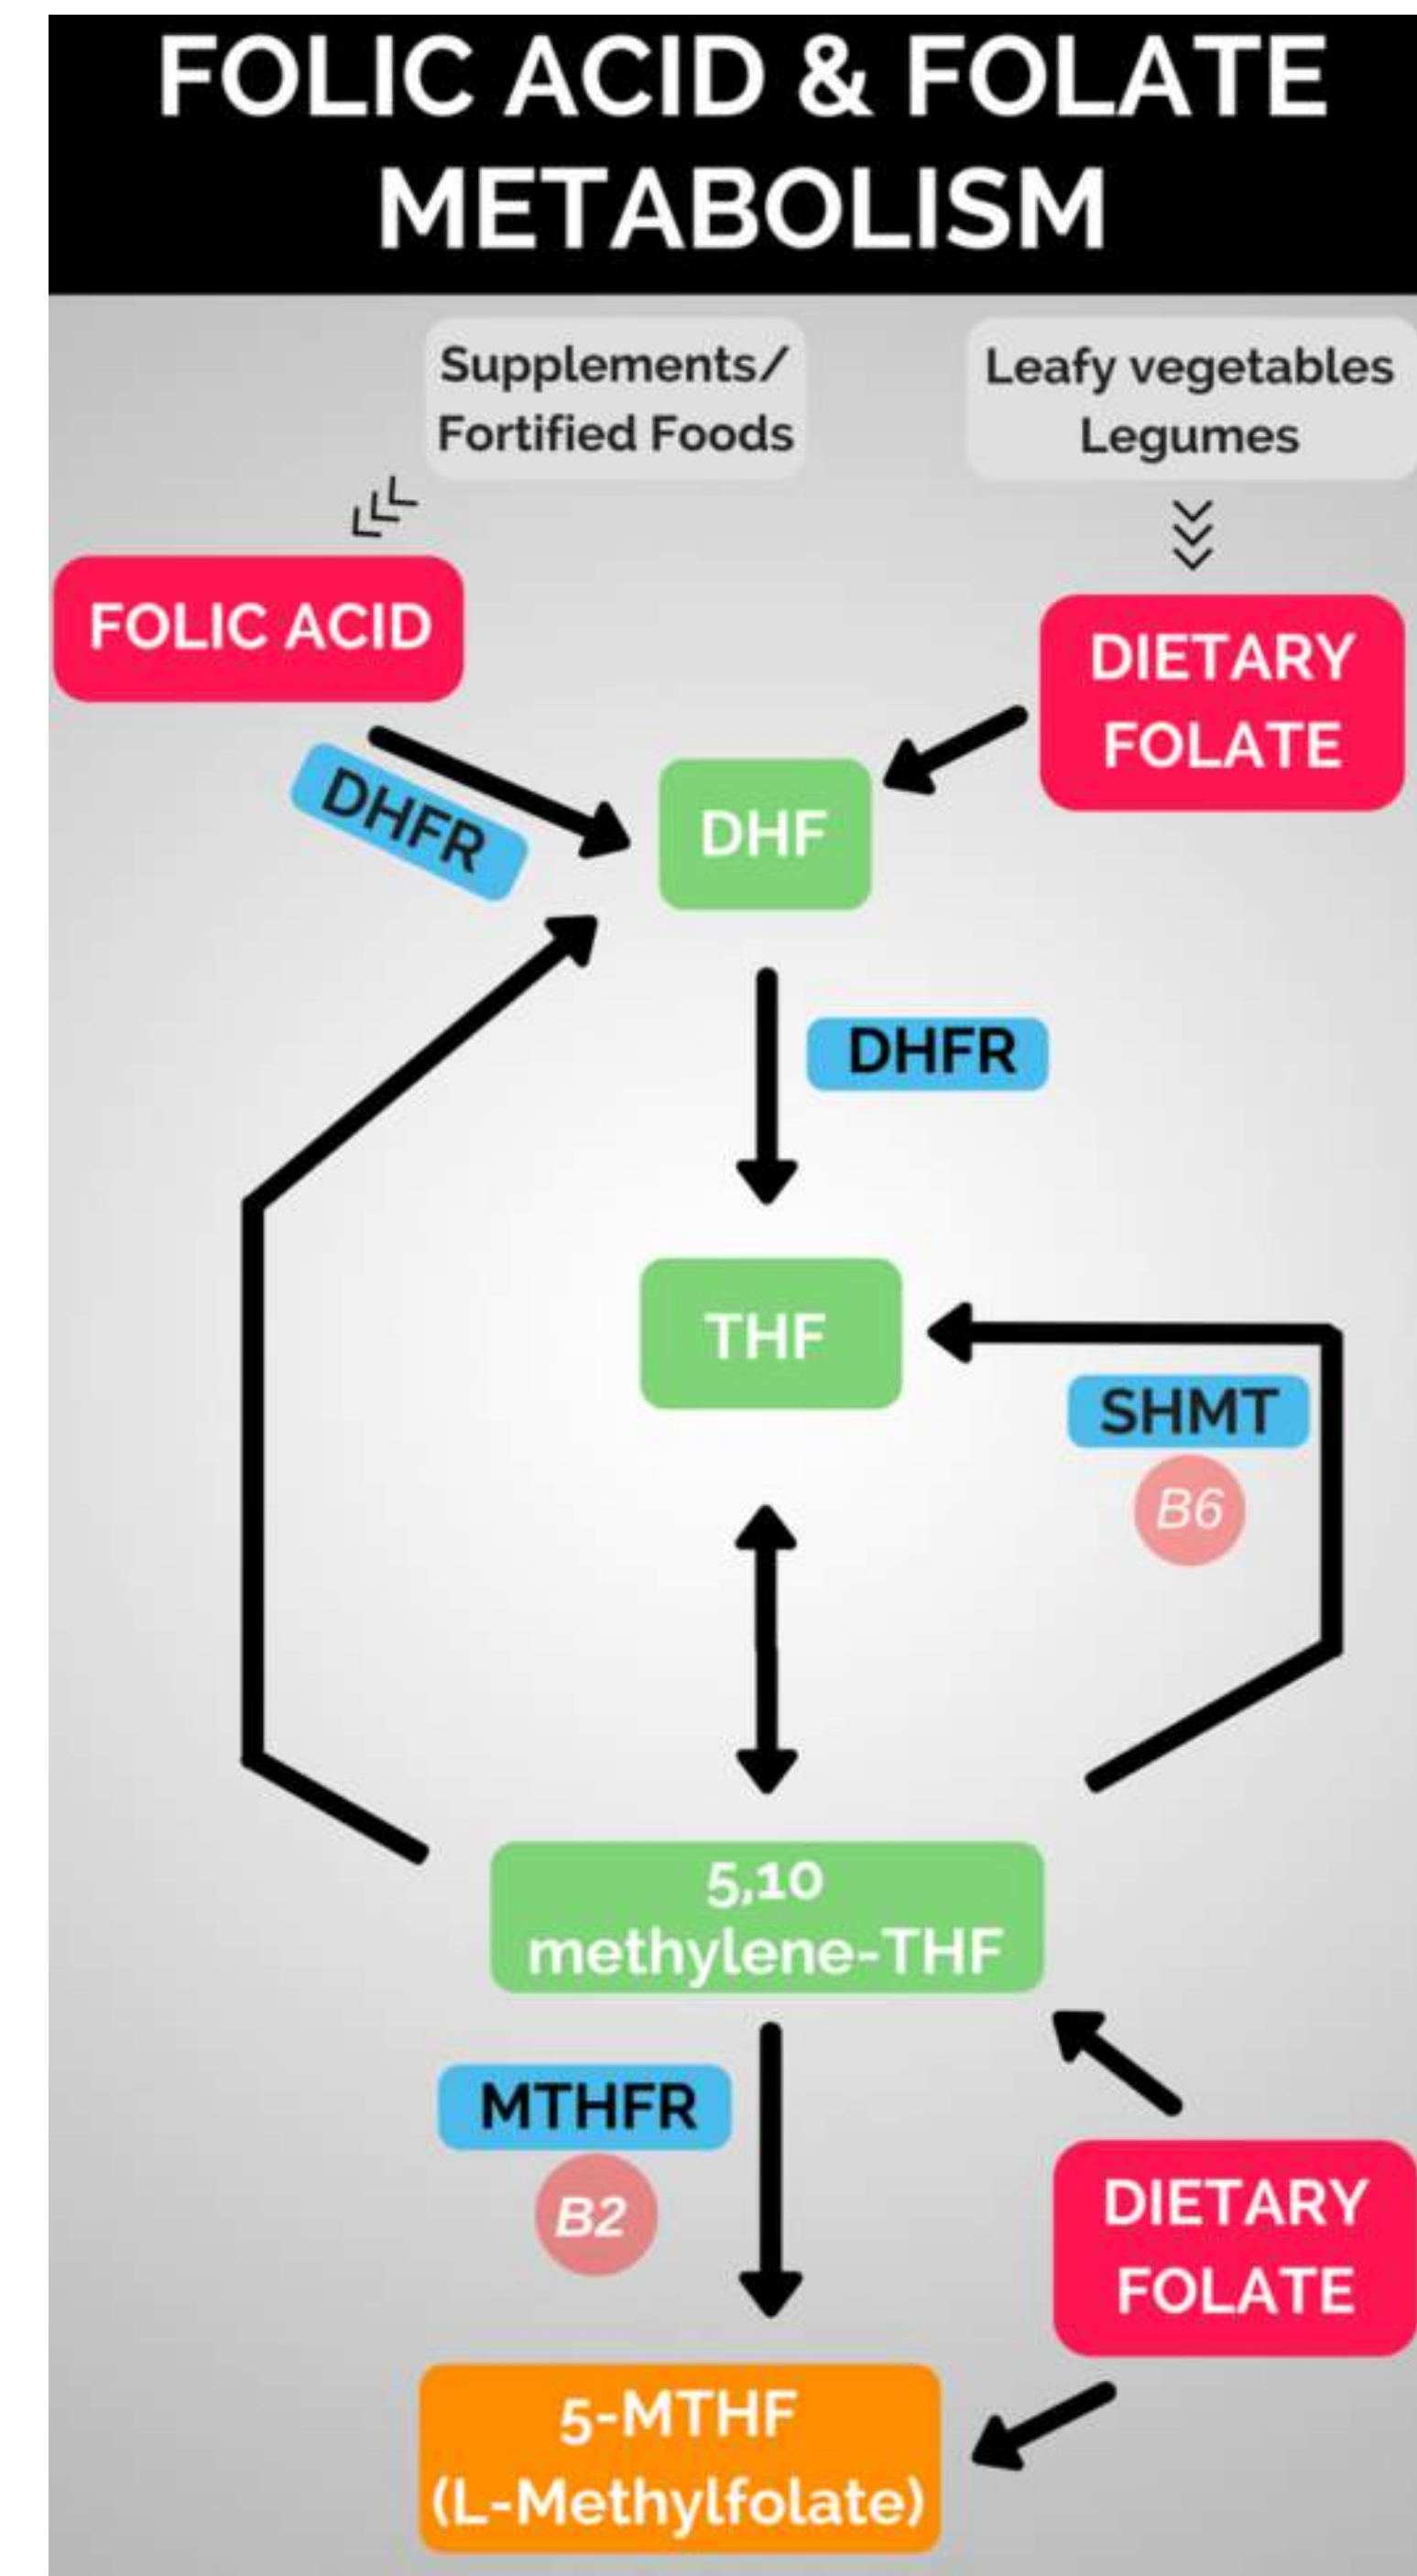 FOLIC ACID & FOLATE
METABOLISM
Supplements/
Fortified Foods
Leafy vegetables
Legumes
FOLIC ACID
DIETARY
FOLATE
DHFR
DHF
DHFR
THF
SHMT
B6
5,10
methylene-THF
MTHFR
B2
DIETARY
FOLATE
5-MTHF
(L-Methylfolate)